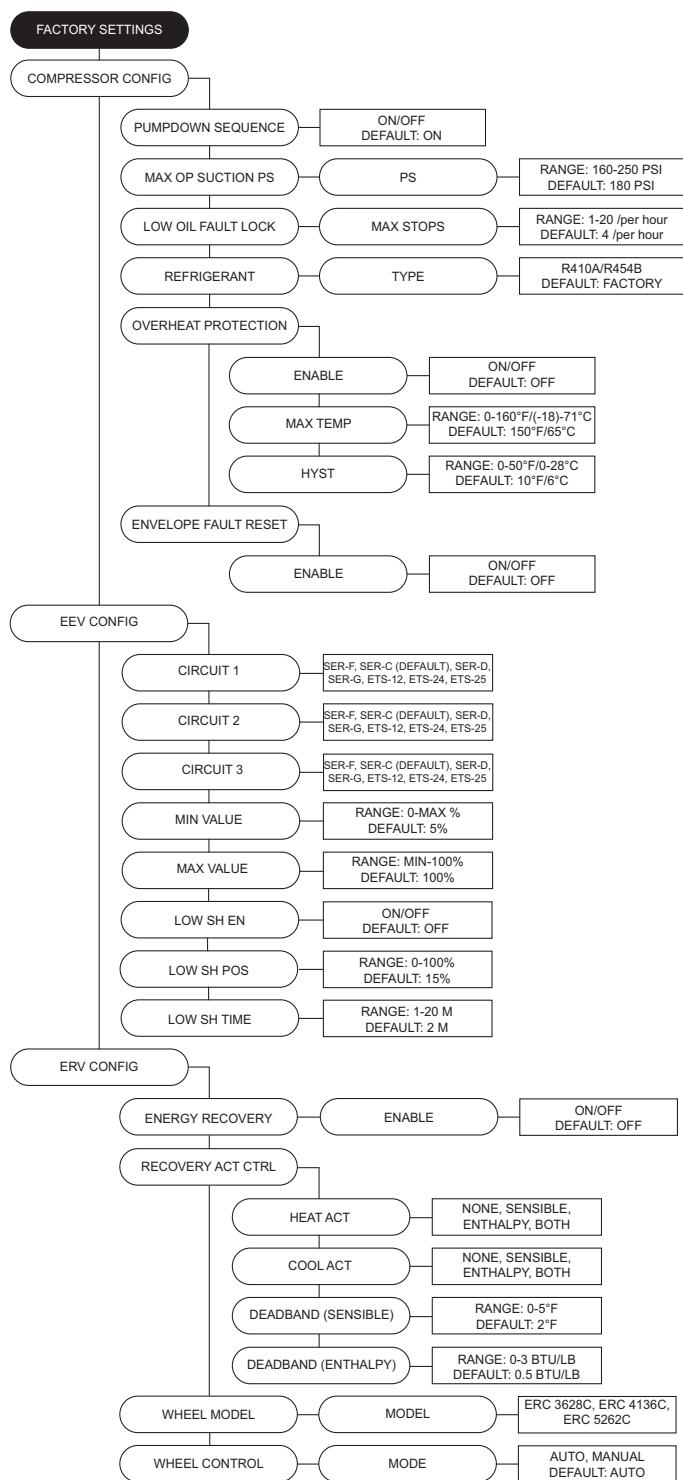 FACTORY SETTINGS
COMPRESSOR CONFIG
PUMPDOWN SEQUENCE
ON/OFF
DEFAULT: ON
MAX OP SUCTION PS
PS
RANGE: 160-250 PSI
DEFAULT: 180 PSI
LOW OIL FAULT LOCK
MAX STOPS
RANGE: 1-20 /per hour
DEFAULT: 4 /per hour
REFRIGERANT
TYPE
R410A/R454B
DEFAULT: FACTORY
OVERHEAT PROTECTION
ENABLE
ON/OFF
DEFAULT: OFF
MAX TEMP
RANGE: 0-160°F/(-18)-71°C
DEFAULT: 150°F/65°C
HYST
RANGE: 0-50°F/0-28°C
DEFAULT: 10°F/6°C
ENVELOPE FAULT RESET
ENABLE
ON/OFF
DEFAULT: OFF
EEV CONFIG
CIRCUIT 1
SER-F, SER-C (DEFAULT), SER-D,
SER-G, ETS-12, ETS-24, ETS-25
CIRCUIT 2
SER-F, SER-C (DEFAULT), SER-D,
SER-G, ETS-12, ETS-24, ETS-25
CIRCUIT 3
SER-F, SER-C (DEFAULT), SER-D,
SER-G, ETS-12, ETS-24, ETS-25
MIN VALUE
RANGE: 0-MAX %
DEFAULT: 5%
MAX VALUE
RANGE: MIN-100%
DEFAULT: 100%
LOW SH EN
ON/OFF
DEFAULT: OFF
LOW SH POS
RANGE: 0-100%
DEFAULT: 15%
LOW SH TIME
RANGE: 1-20 M
DEFAULT: 2 M
ERV CONFIG
ENERGY RECOVERY
ENABLE
ON/OFF
DEFAULT: OFF
RECOVERY ACT CTRL
HEAT ACT
NONE, SENSIBLE,
ENTHALPY, BOTH
COOL ACT
NONE, SENSIBLE,
ENTHALPY, BOTH
DEADBAND (SENSIBLE)
RANGE: 0-5°F
DEFAULT: 2°F
DEADBAND (ENTHALPY)
RANGE: 0-3 BTU/LB
DEFAULT: 0.5 BTU/LB
WHEEL MODEL
MODEL
ERC 3628C, ERC 4136C,
ERC 5262C
WHEEL CONTROL
MODE
AUTO, MANUAL
DEFAULT: AUTO